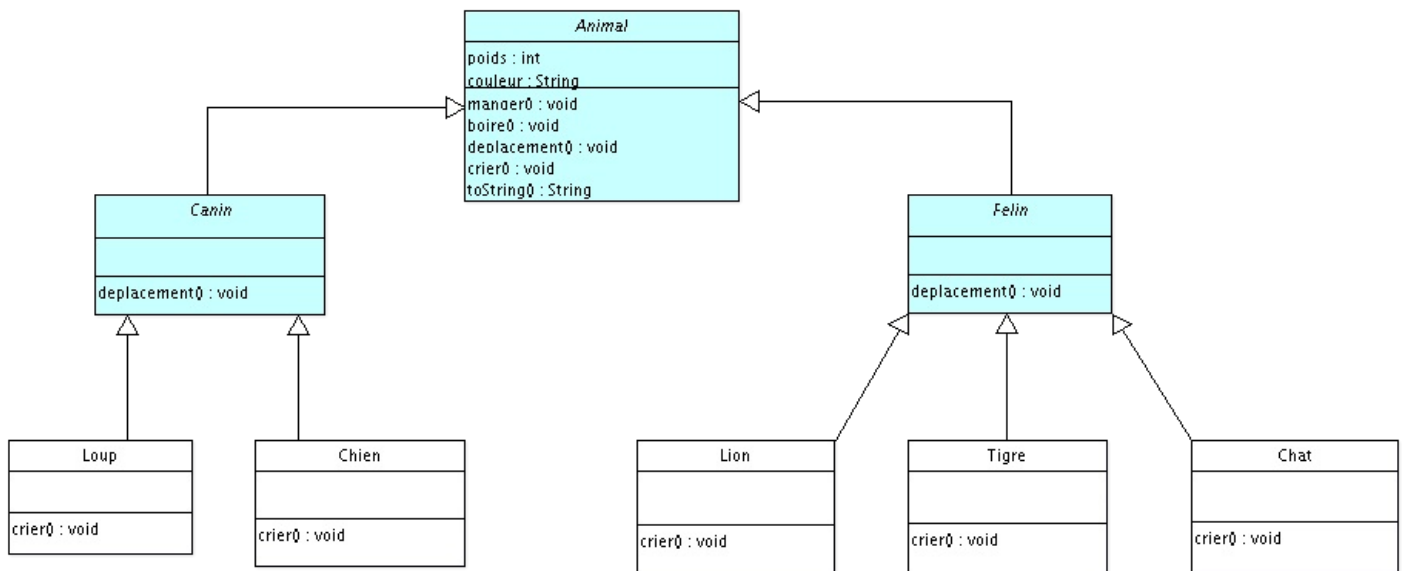 Animal
poids : int
couleur : String
manger() : void
boire() : void
deplacement() : void
crier() : void
toString() : String
Canin
deplacement() : void
Felin
deplacement() : void
Loup
crier() : void
Chien
crier() : void
Lion
crier() : void
Tigre
crier() : void
Chat
crier() : void